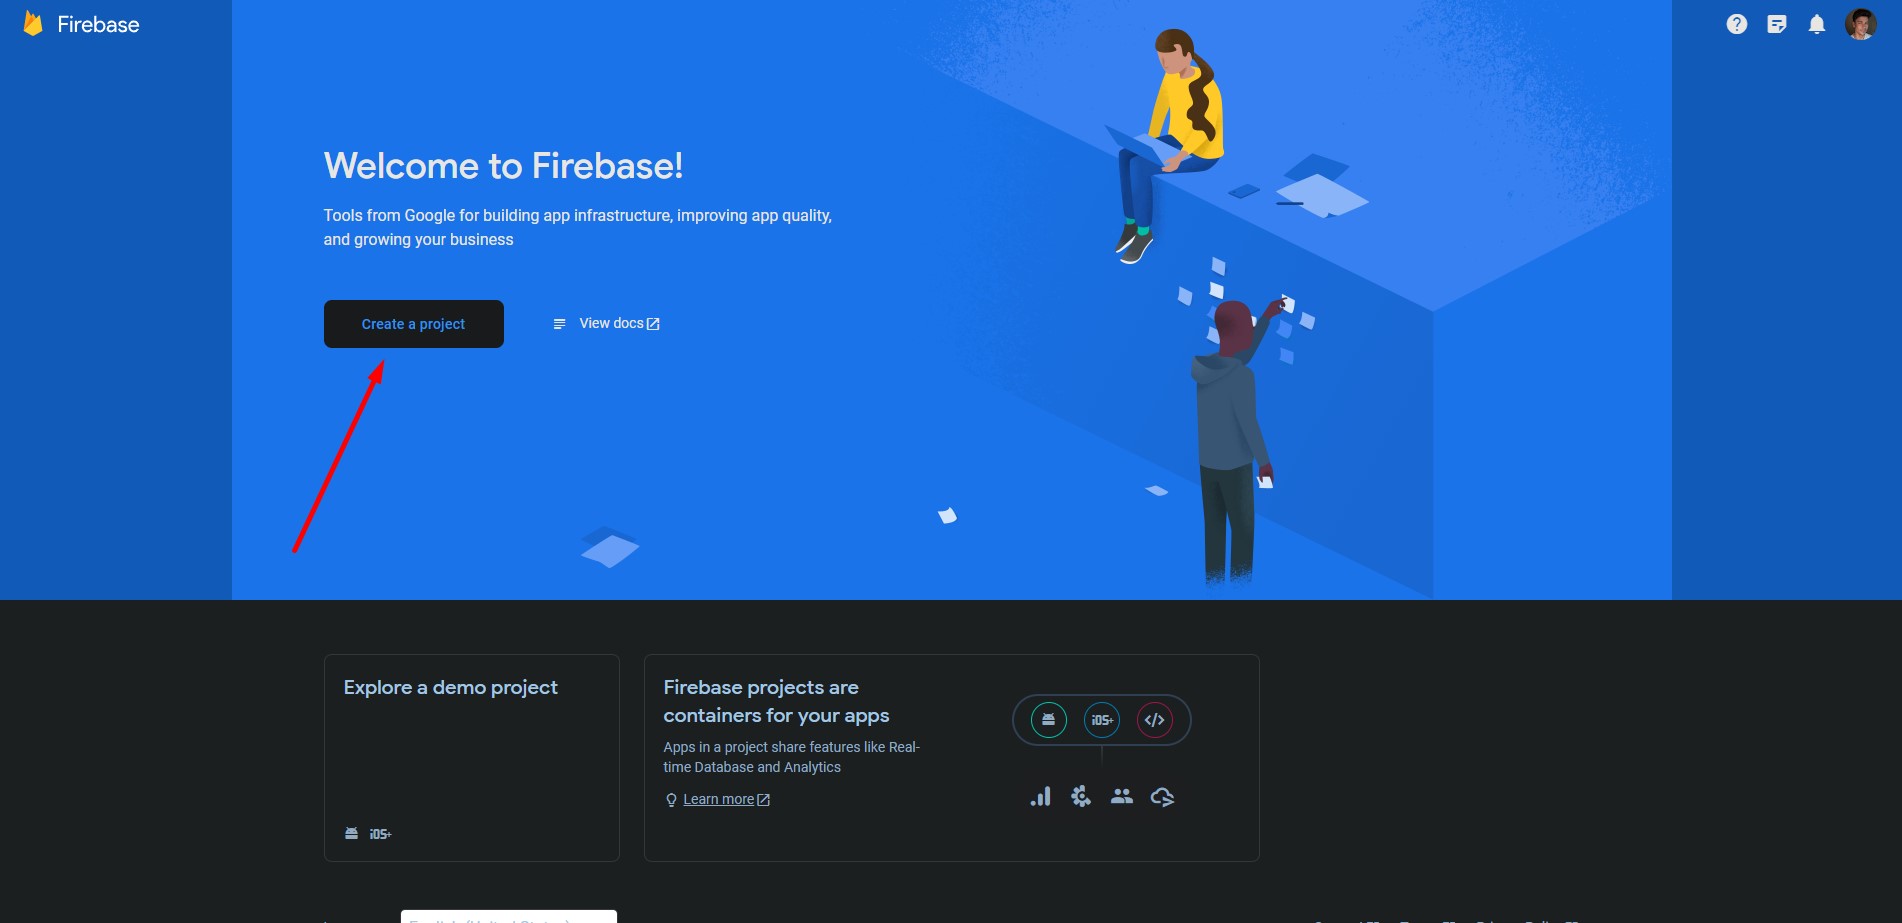 Firebase
Welcome to Firebase!
Tools from Google for building app infrastructure, improving app quality,
and growing your business
Create a project
View docs
Explore a demo project
iOS+
Firebase projects are
containers for your apps
Apps in a project share features like Real-
time Database and Analytics
Learn more
iOS+